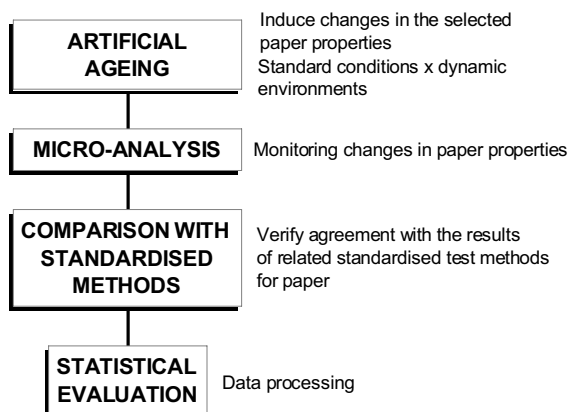 ARTIFICIAL
AGEING
Induce changes in the selected
paper properties
Standard conditions x dynamic
environments
MICRO-ANALYSIS
Monitoring changes in paper properties
COMPARISON WITH
STANDARDISED
METHODS
Verify agreement with the results
of related standardised test methods
for paper
STATISTICAL
EVALUATION
Data processing